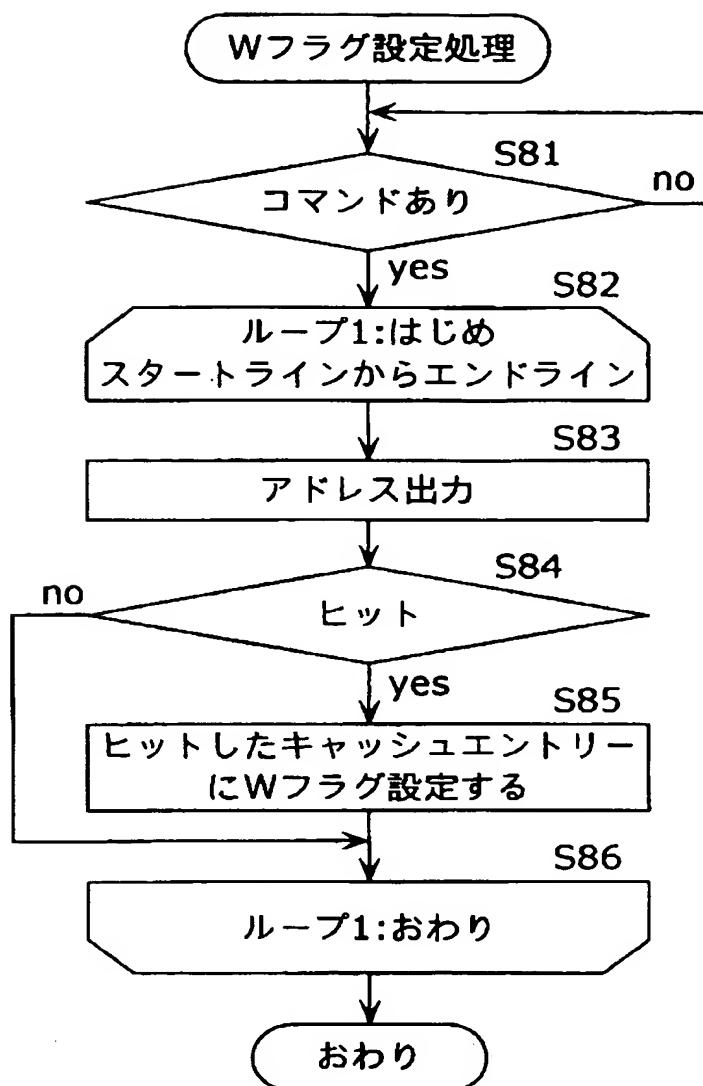 Wフラグ設定処理
S81
コマンドあり
no
yes
S82
ループ1:はじめ
スタートラインからエンドライン
S83
アドレス出力
S84
no
ヒット
yes
S85
ヒットしたキャッシュエントリー
にWフラグ設定する
S86
ループ1:おわり
おわり